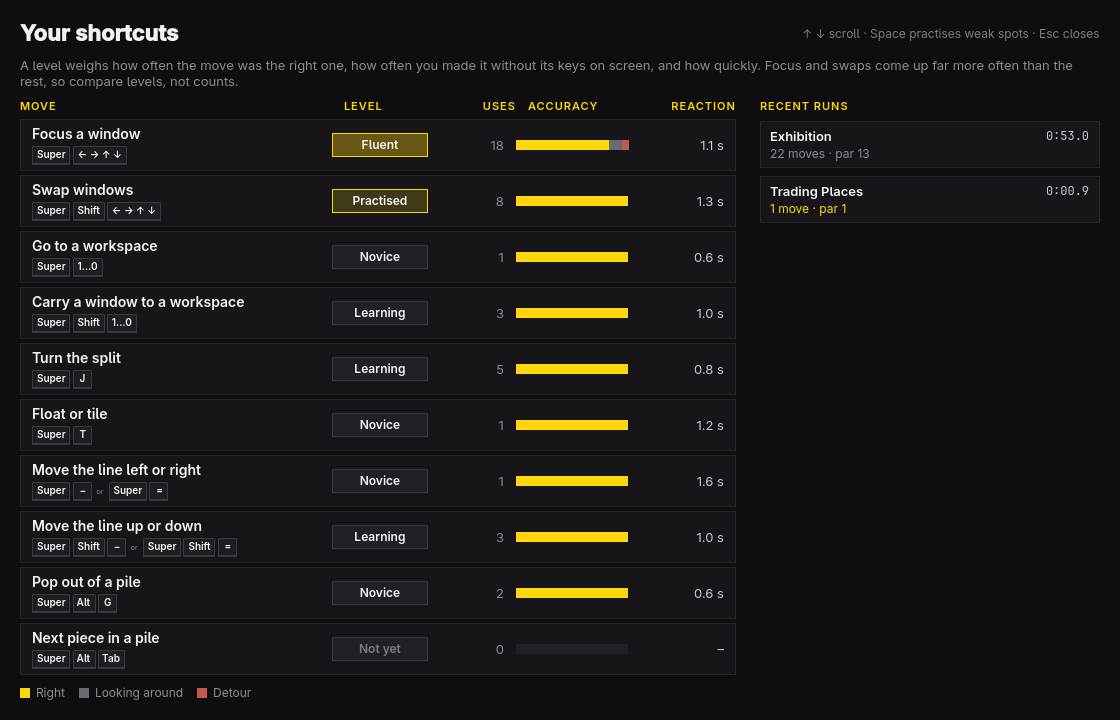 Your shortcuts
↑ ↓ scroll · Space practises weak spots · Esc closes
A level weighs how often the move was the right one, how often you made it without its keys on screen, and how quickly. Focus and swaps come up far more often than the
rest, so compare levels, not counts.
MOVE LEVEL USES ACCURACY REACTION
Focus a window
Super ← → ↑ ↓
Fluent 18 1.1 s
Swap windows
Super Shift ← → ↑ ↓
Practised 8 1.3 s
Go to a workspace
Super 1…0
Novice 1 0.6 s
Carry a window to a workspace
Super Shift 1…0
Learning 3 1.0 s
Turn the split
Super J
Learning 5 0.8 s
Float or tile
Super T
Novice 1 1.2 s
Move the line left or right
Super − or Super =
Novice 1 1.6 s
Move the line up or down
Super Shift − or Super Shift =
Learning 3 1.0 s
Pop out of a pile
Super Alt G
Novice 2 0.6 s
Next piece in a pile
Super Alt Tab
Not yet 0 –
Right Looking around Detour
RECENT RUNS
Exhibition 0:53.0
22 moves · par 13
Trading Places 0:00.9
1 move · par 1